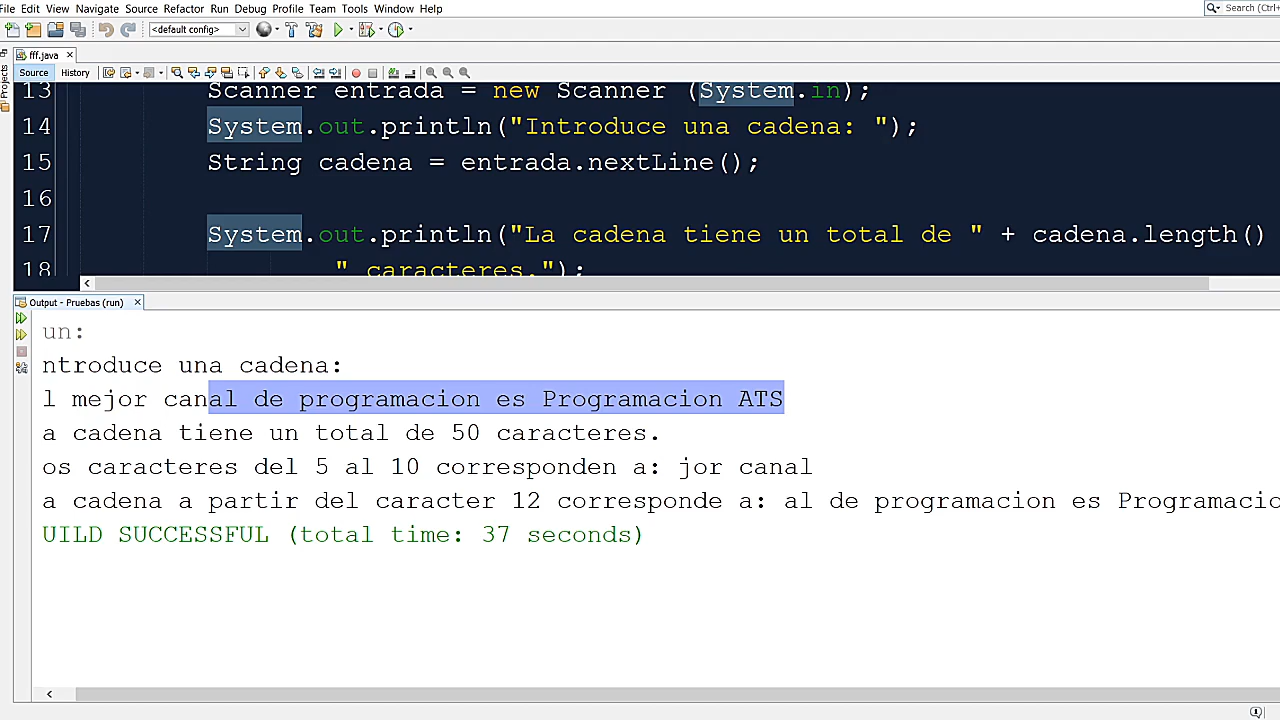 File Edit View Navigate Source Refactor Run Debug Profile Team Tools Window Help
Search (Ctrl+
<default config>
fff.java
Source History
Projects
13 Scanner entrada = new Scanner (System.in);
14 System.out.println("Introduce una cadena: ");
15 String cadena = entrada.nextLine();
16
17 System.out.println("La cadena tiene un total de " + cadena.length()
18 " caracteres.");
Output - Pruebas (run)
un:
ntroduce una cadena:
l mejor canal de programacion es Programacion ATS
a cadena tiene un total de 50 caracteres.
os caracteres del 5 al 10 corresponden a: jor canal
a cadena a partir del caracter 12 corresponde a: al de programacion es Programacio
UILD SUCCESSFUL (total time: 37 seconds)